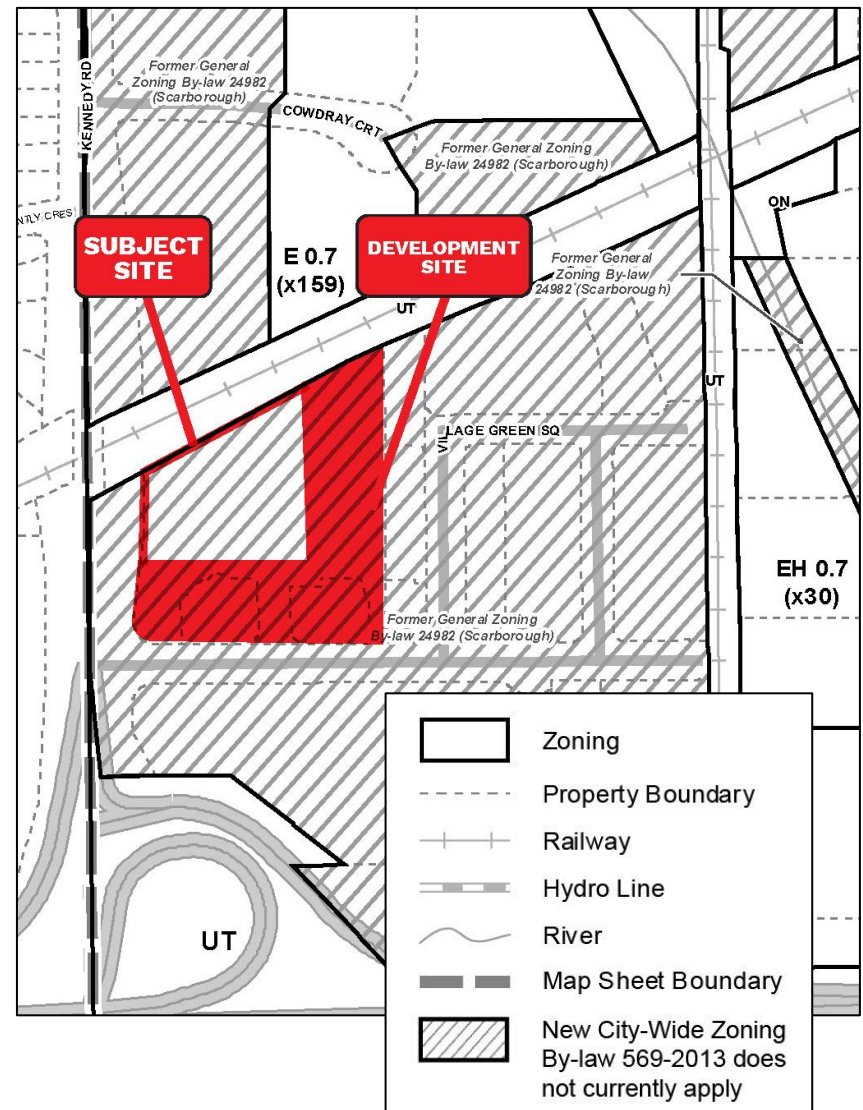 Former General
Zoning By-law 24982
(Scarborough)
KENNEDY RD
COWDRAY CRT
Former General Zoning
By-law 24982 (Scarborough)
NTLY CRES
ON
SUBJECT
SITE
E 0.7
(x159)
DEVELOPMENT
SITE
Former General
Zoning By-law
24982 (Scarborough)
UT
UT
VILLAGE GREEN SQ
EH 0.7
(x30)
Former General Zoning
By-law 24982 (Scarborough)
UT
Zoning
Property Boundary
Railway
Hydro Line
River
Map Sheet Boundary
New City-Wide Zoning
By-law 569-2013 does
not currently apply